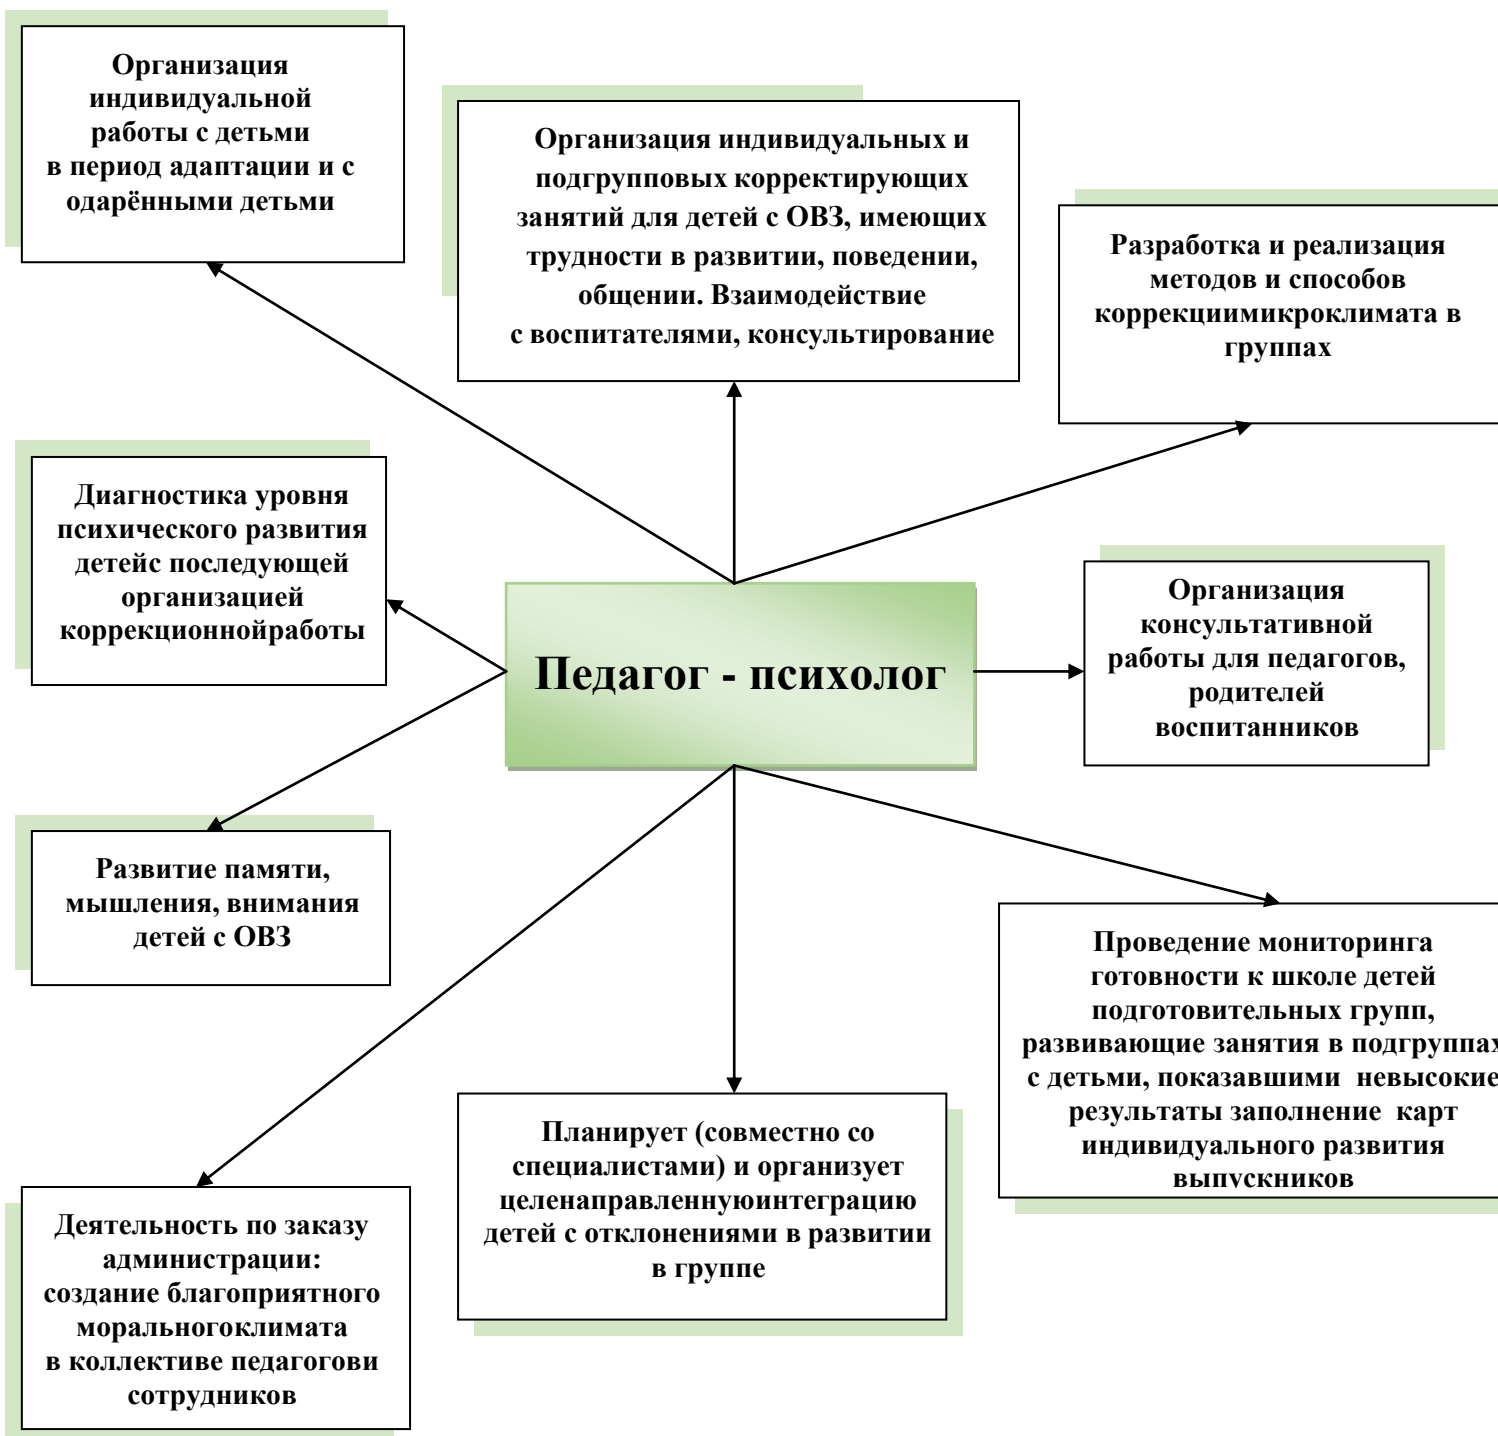 Организация
индивидуальной
работы с детьми
в период адаптации и с
одарёнными детьми
Организация индивидуальных и
подгрупповых корректирующих
занятий для детей с ОВЗ, имеющих
трудности в развитии, поведении,
общении. Взаимодействие
с воспитателями, консультирование
Разработка и реализация
методов и способов
коррекциимикроклимата в
группах
Диагностика уровня
психического развития
детейс последующей
организацией
коррекционнойработы
Педагог - психолог
Организация
консультативной
работы для педагогов,
родителей
воспитанников
Развитие памяти,
мышления, внимания
детей с ОВЗ
Проведение мониторинга
готовности к школе детей
подготовительных групп,
развивающие занятия в подгруппах
с детьми, показавшими  невысокие
результаты заполнение  карт
индивидуального развития
выпускников
Планирует (совместно со
специалистами) и организует
целенаправленнуюинтеграцию
детей с отклонениями в развитии
в группе
Деятельность по заказу
администрации:
создание благоприятного
моральногоклимата
в коллективе педагогови
сотрудников